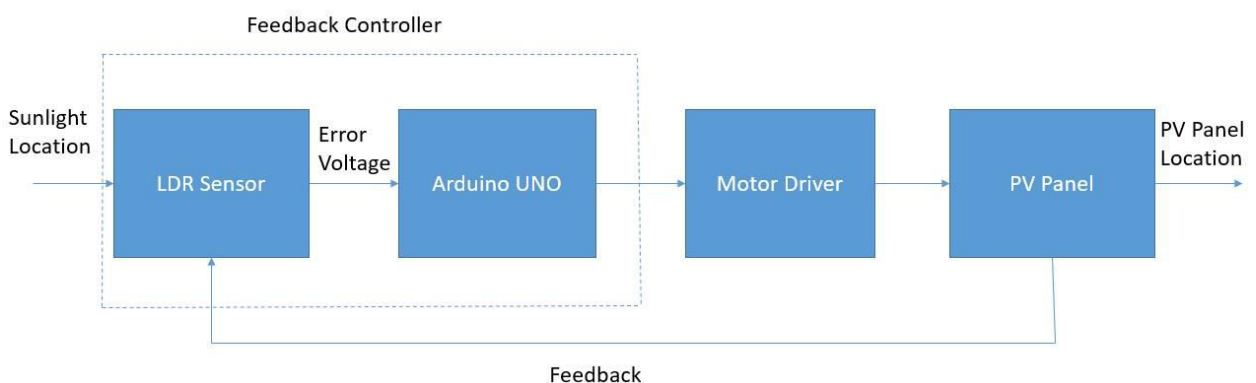 Feedback Controller
Sunlight
Location
LDR Sensor
Error
Voltage
Arduino UNO
Motor Driver
PV Panel
PV Panel
Location
Feedback